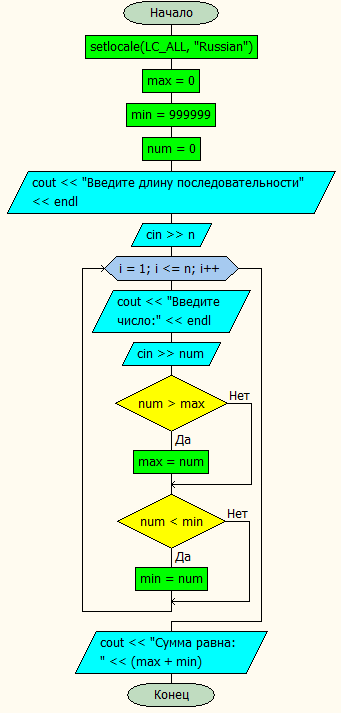 Начало
setlocale(LC_ALL, "Russian")
max = 0
min = 999999
num = 0
cout << "Введите длину последовательности"
<< endl
cin >> n
i = 1; i <= n; i++
cout << "Введите
число:" << endl
cin >> num
num > max
Нет
Да
max = num
num < min
Нет
Да
min = num
cout << "Сумма равна:
" << (max + min)
Конец